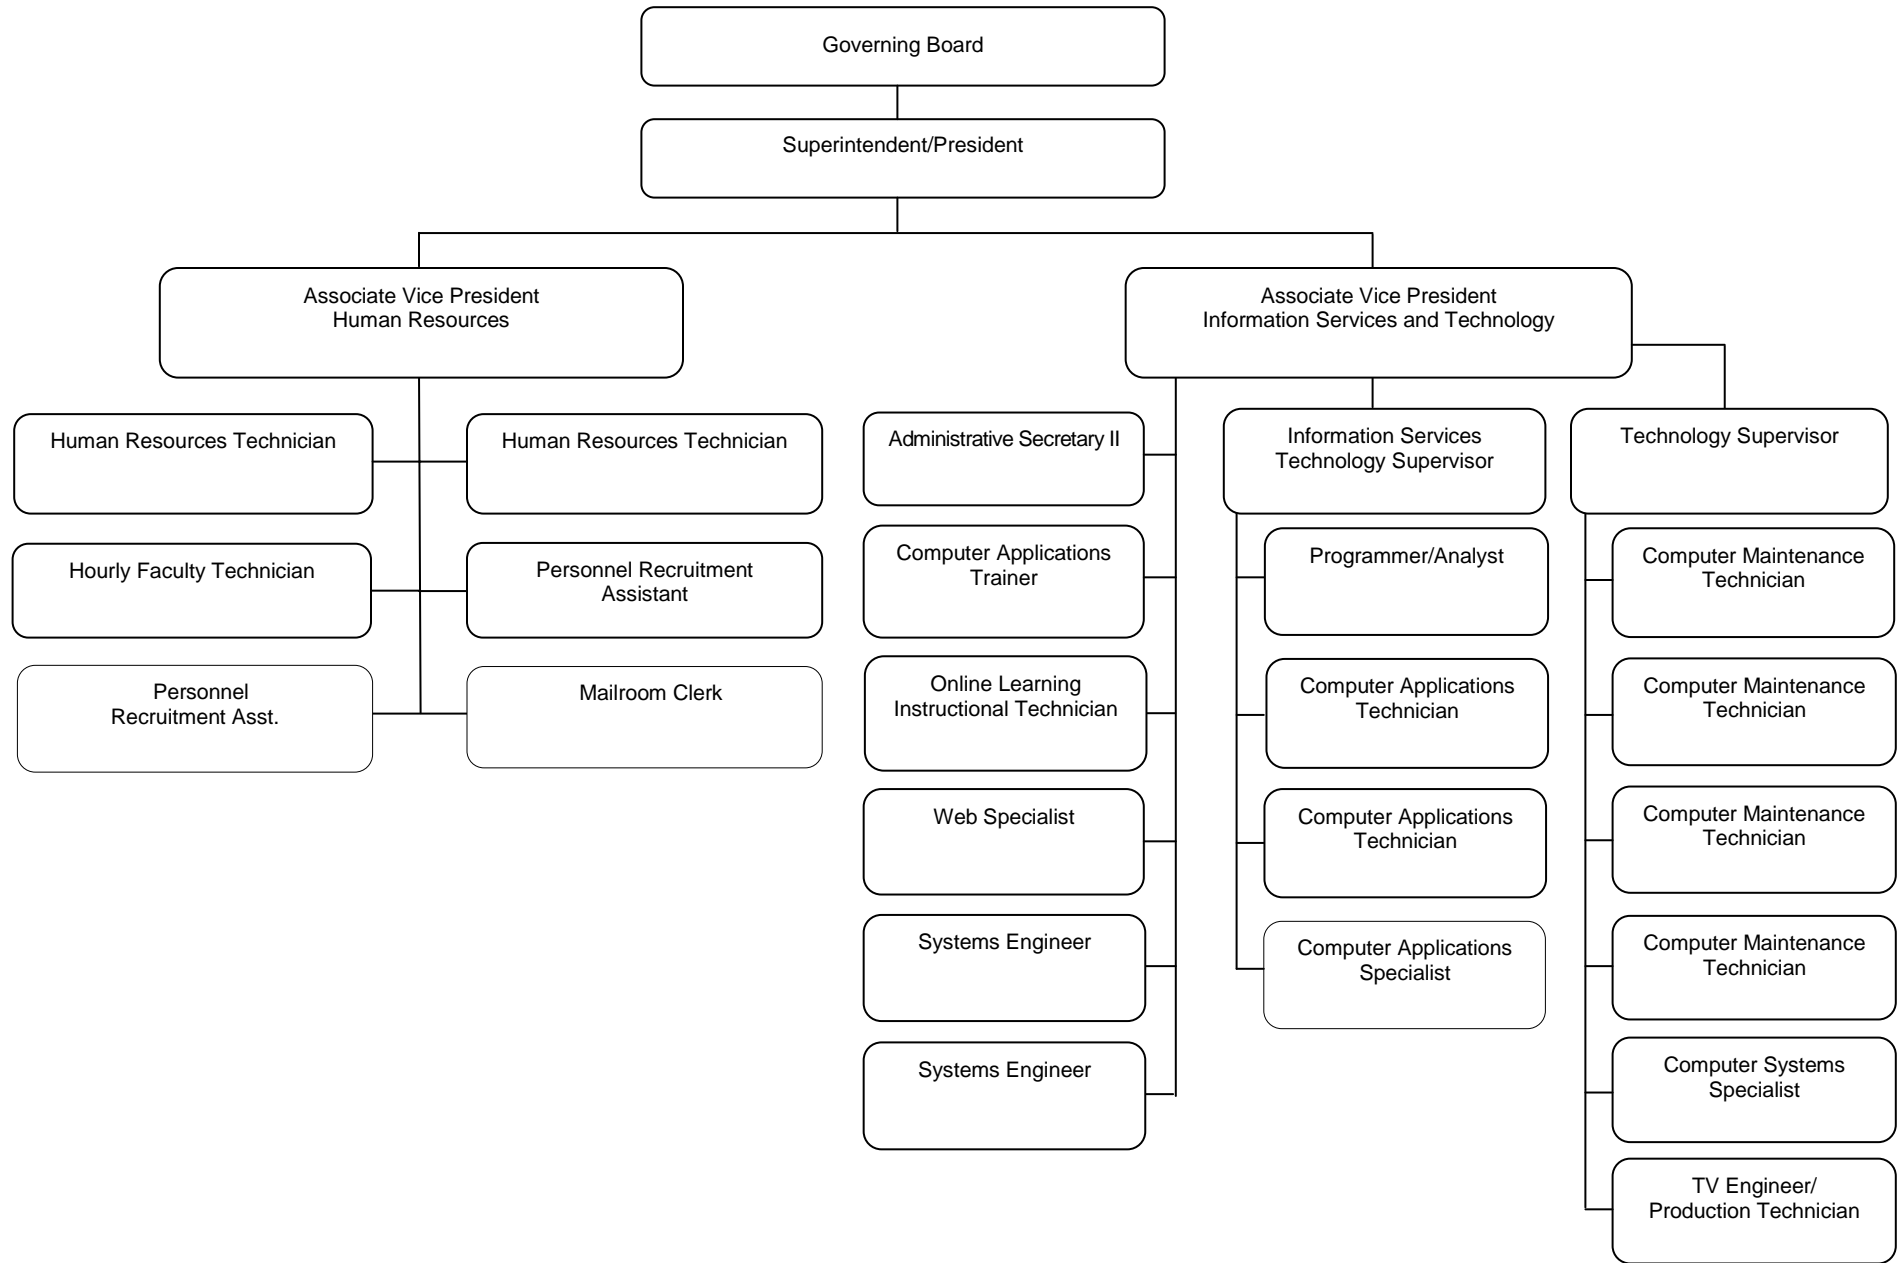 Governing Board
Superintendent/President
Associate Vice President
Human Resources
Associate Vice President
Information Services and Technology
Human Resources Technician
Human Resources Technician
Hourly Faculty Technician
Personnel Recruitment
Assistant
Personnel
Recruitment Asst.
Mailroom Clerk
Administrative Secretary II
Computer Applications
Trainer
Online Learning
Instructional Technician
Web Specialist
Systems Engineer
Systems Engineer
Information Services
Technology Supervisor
Programmer/Analyst
Computer Applications
Technician
Computer Applications
Technician
Computer Applications
Specialist
Technology Supervisor
Computer Maintenance
Technician
Computer Maintenance
Technician
Computer Maintenance
Technician
Computer Maintenance
Technician
Computer Systems
Specialist
TV Engineer/
Production Technician